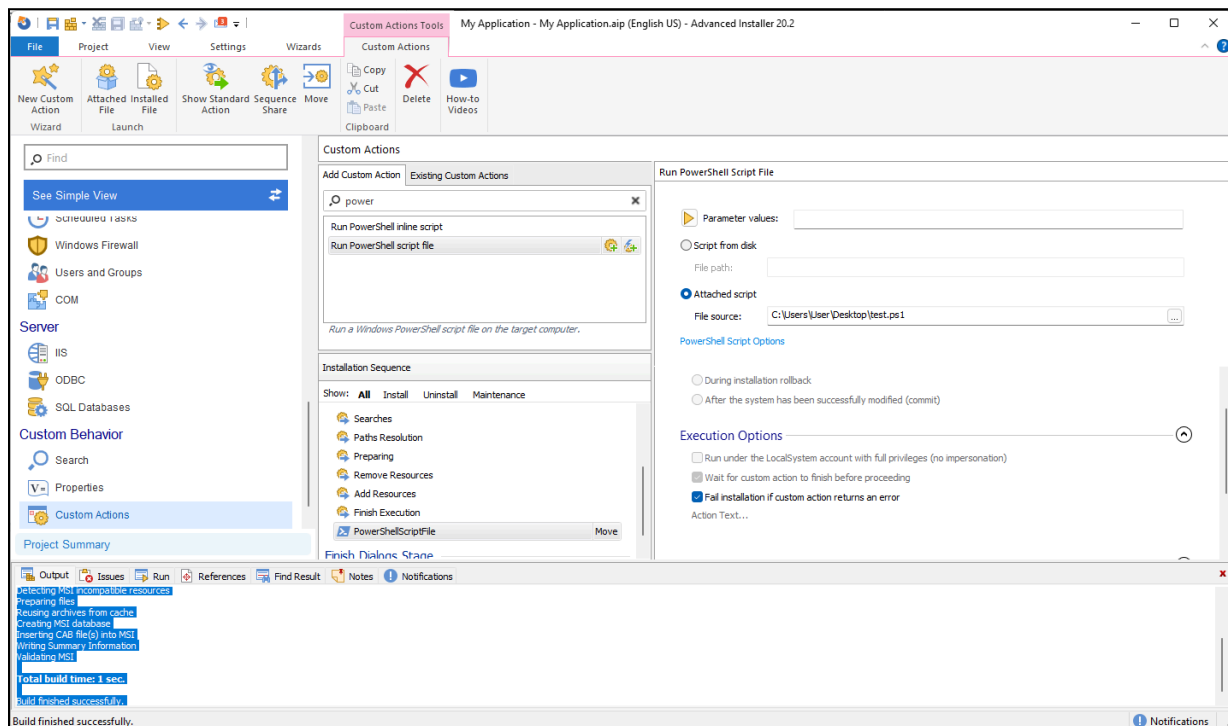 Custom Actions Tools
My Application - My Application.aip (English US) - Advanced Installer 20.2
File Project View Settings Wizards Custom Actions
New Custom Action
Attached File
Installed File
Show Standard Action
Sequence Share
Move
Copy
Cut
Paste
Delete
How-to Videos
Wizard Launch Clipboard
Find
See Simple View
Scheduled Tasks
Windows Firewall
Users and Groups
COM
Server
IIS
ODBC
SQL Databases
Custom Behavior
Search
Properties
Custom Actions
Project Summary
Custom Actions
Add Custom Action Existing Custom Actions
power
Run PowerShell inline script
Run PowerShell script file
Run a Windows PowerShell script file on the target computer.
Installation Sequence
Show: All Install Uninstall Maintenance
Searches
Paths Resolution
Preparing
Remove Resources
Add Resources
Finish Execution
PowerShellScriptFile Move
Finish Dialogs Stage
Run PowerShell Script File
Parameter values:
Script from disk
File path:
Attached script
File source: C:\Users\User\Desktop\test.ps1 ...
PowerShell Script Options
During installation rollback
After the system has been successfully modified (commit)
Execution Options
Run under the LocalSystem account with full privileges (no impersonation)
Wait for custom action to finish before proceeding
Fail installation if custom action returns an error
Action Text...
Output Issues Run References Find Result Notes Notifications
Detecting MSI incompatible resources
Preparing files
Reusing archives from cache
Creating MSI database
Inserting CAB file(s) into MSI
Writing Summary Information
Validating MSI
Total build time: 1 sec.
Build finished successfully.
Build finished successfully.
Notifications